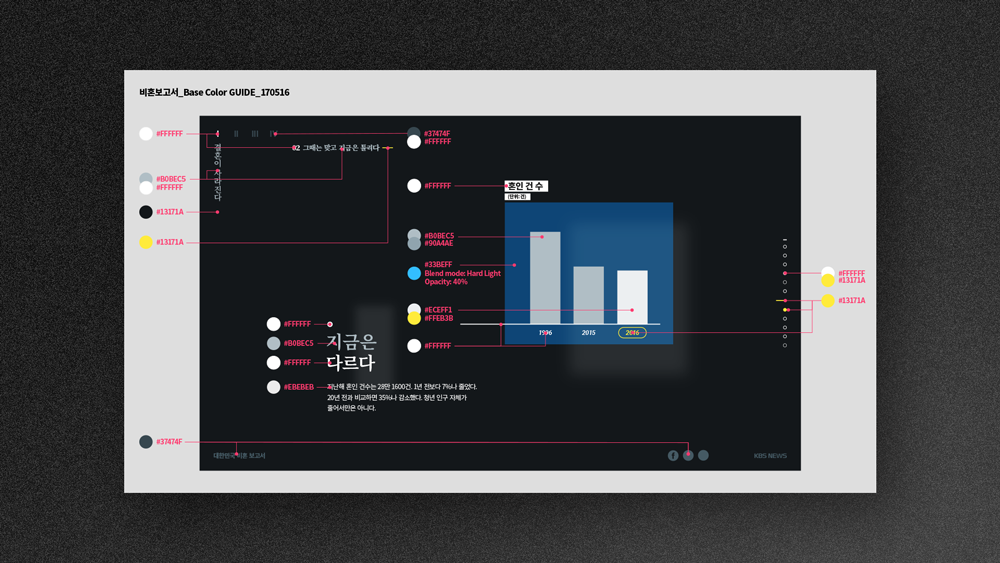 비혼보고서_Base Color GUIDE_170516
#FFFFFF
I II III IV
#37474F
#FFFFFF
02 그때는 맞고 지금은 틀리다
결혼이 사라진다
#B0BEC5
#FFFFFF
#FFFFFF
혼인 건 수
(단위:건)
#13171A
#13171A
#B0BEC5
#90A4AE
#33BEFF
Blend mode: Hard Light
Opacity: 40%
#FFFFFF
#13171A
#13171A
#ECEFF1
#FFEB3B
#FFFFFF
1996 2015 2016
#FFFFFF
#B0BEC5
#FFFFFF
지금은
다르다
#EBEBEB
지난해 혼인 건수는 28만 1600건. 1년 전보다 7%나 줄었다.
20년 전과 비교하면 35%나 감소했다. 청년 인구 자체가
줄어서만은 아니다.
#37474F
대한민국 비혼 보고서
f
KBS NEWS